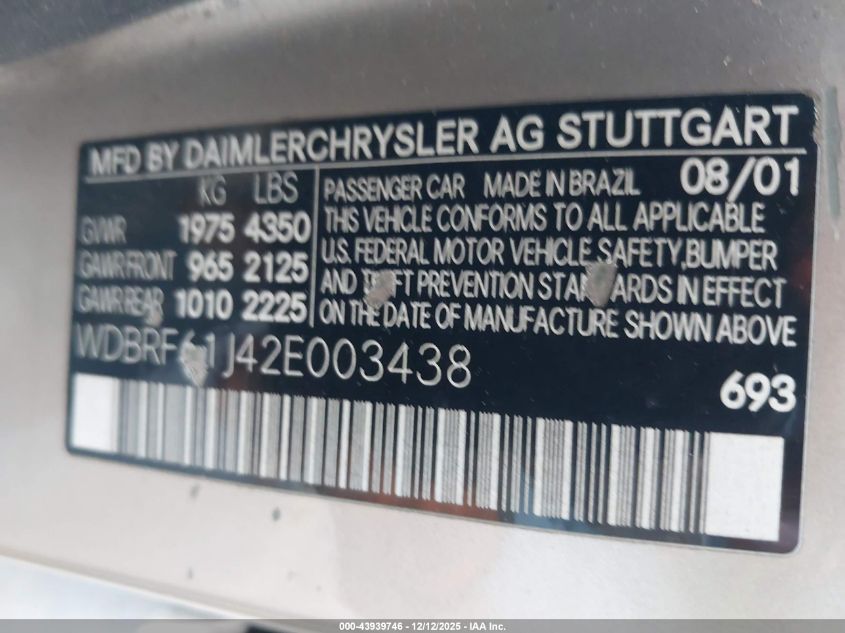 MFD BY DAIMLERCHRYSLER AG STUTTGART
KG LBS
GVWR 1975 4350
GAWR FRONT 965 2125
GAWR REAR 1010 2225
PASSENGER CAR MADE IN BRAZIL 08/01
THIS VEHICLE CONFORMS TO ALL APPLICABLE
U.S. FEDERAL MOTOR VEHICLE SAFETY,BUMPER
AND THEFT PREVENTION STANDARDS IN EFFECT
ON THE DATE OF MANUFACTURE SHOWN ABOVE
WDBRF61J42E003438
693
000-43939746 - 12/12/2025 - IAA Inc.